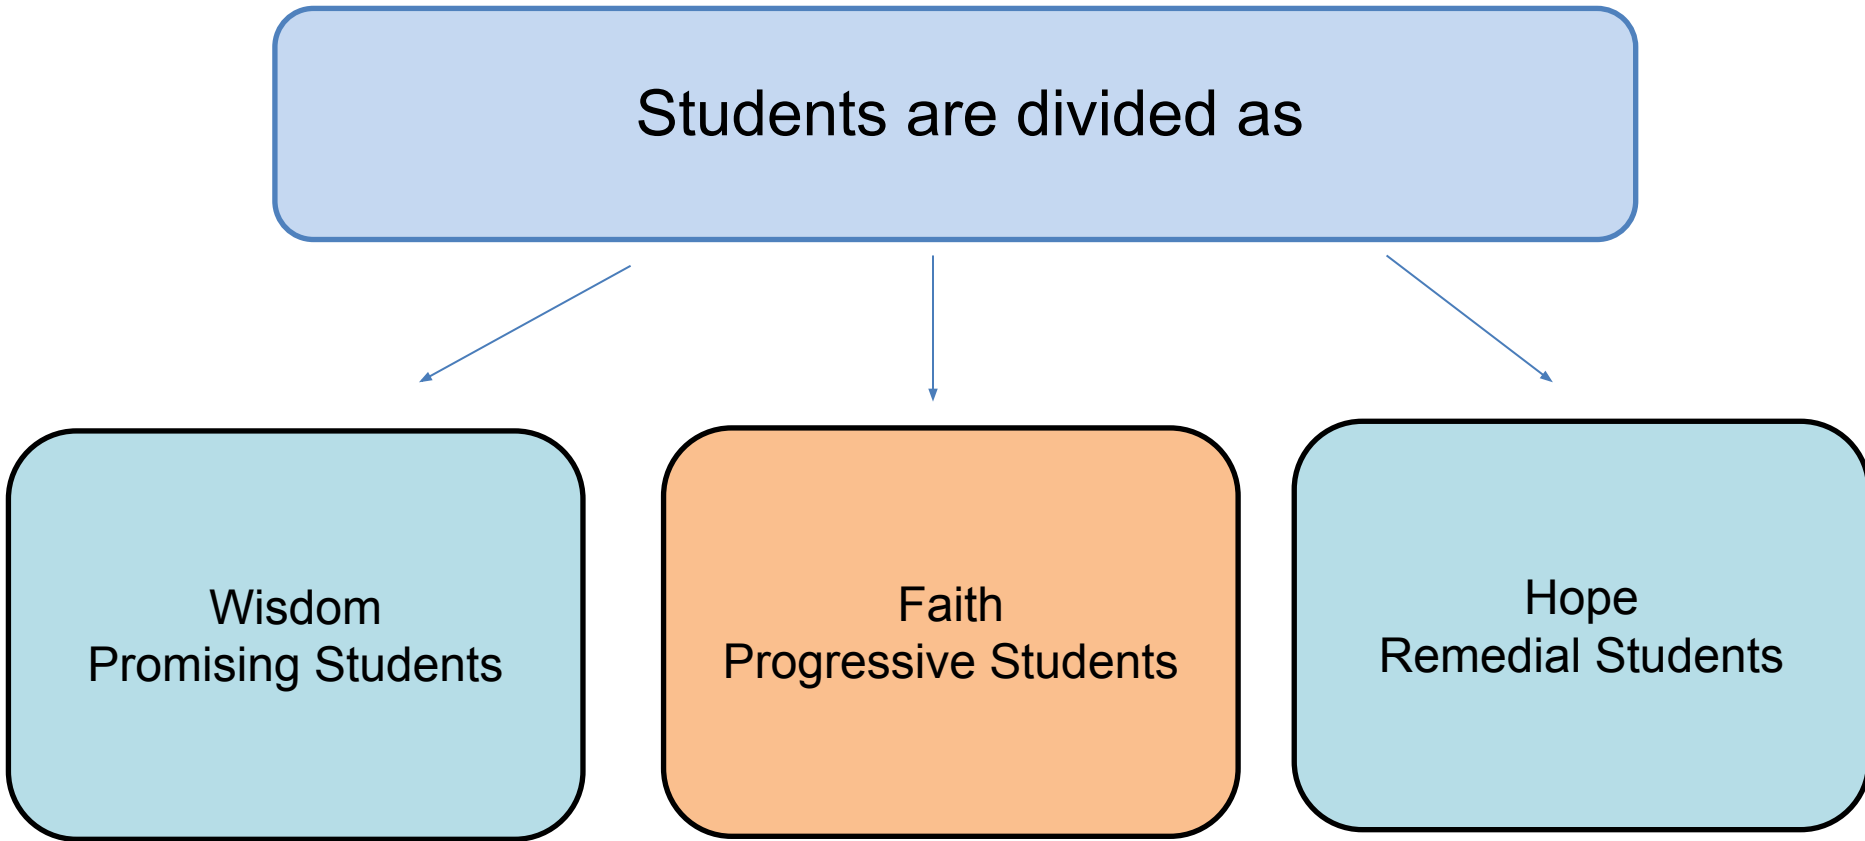 Students are divided as
Wisdom
Promising Students
Faith
Progressive Students
Hope
Remedial Students